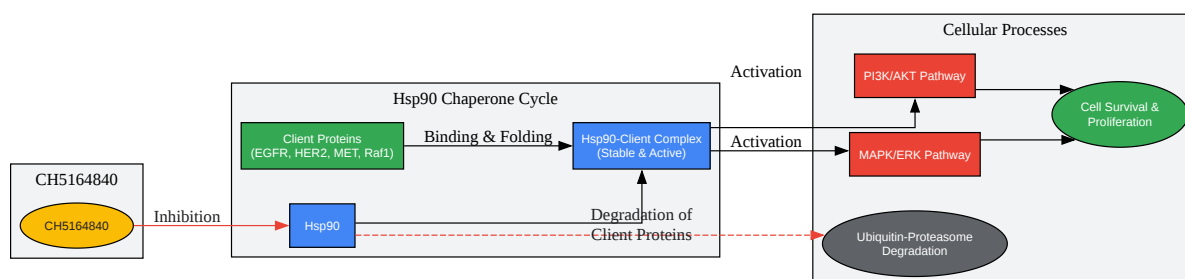 CH5164840
CH5164840
Inhibition
Hsp90 Chaperone Cycle
Client Proteins
(EGFR, HER2, MET, Raf1)
Binding & Folding
Hsp90-Client Complex
(Stable & Active)
Hsp90
Degradation of
Client Proteins
Activation
Activation
Cellular Processes
PI3K/AKT Pathway
MAPK/ERK Pathway
Cell Survival &
Proliferation
Ubiquitin-Proteasome
Degradation